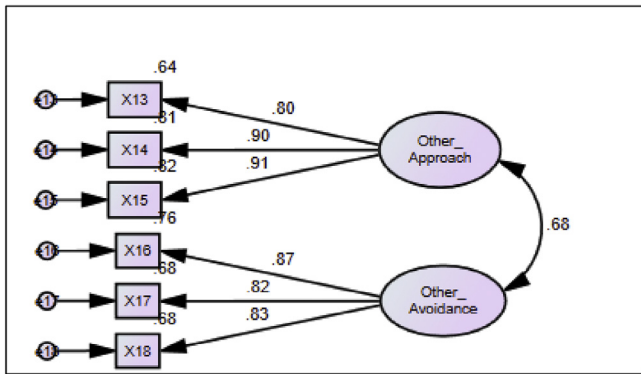 .64
X13
.80
.81
X14
.90
Other_
Approach
.82
X15
.91
.76
X16
.87
.68
.68
X17
.82
Other_
Avoidance
.68
X18
.83